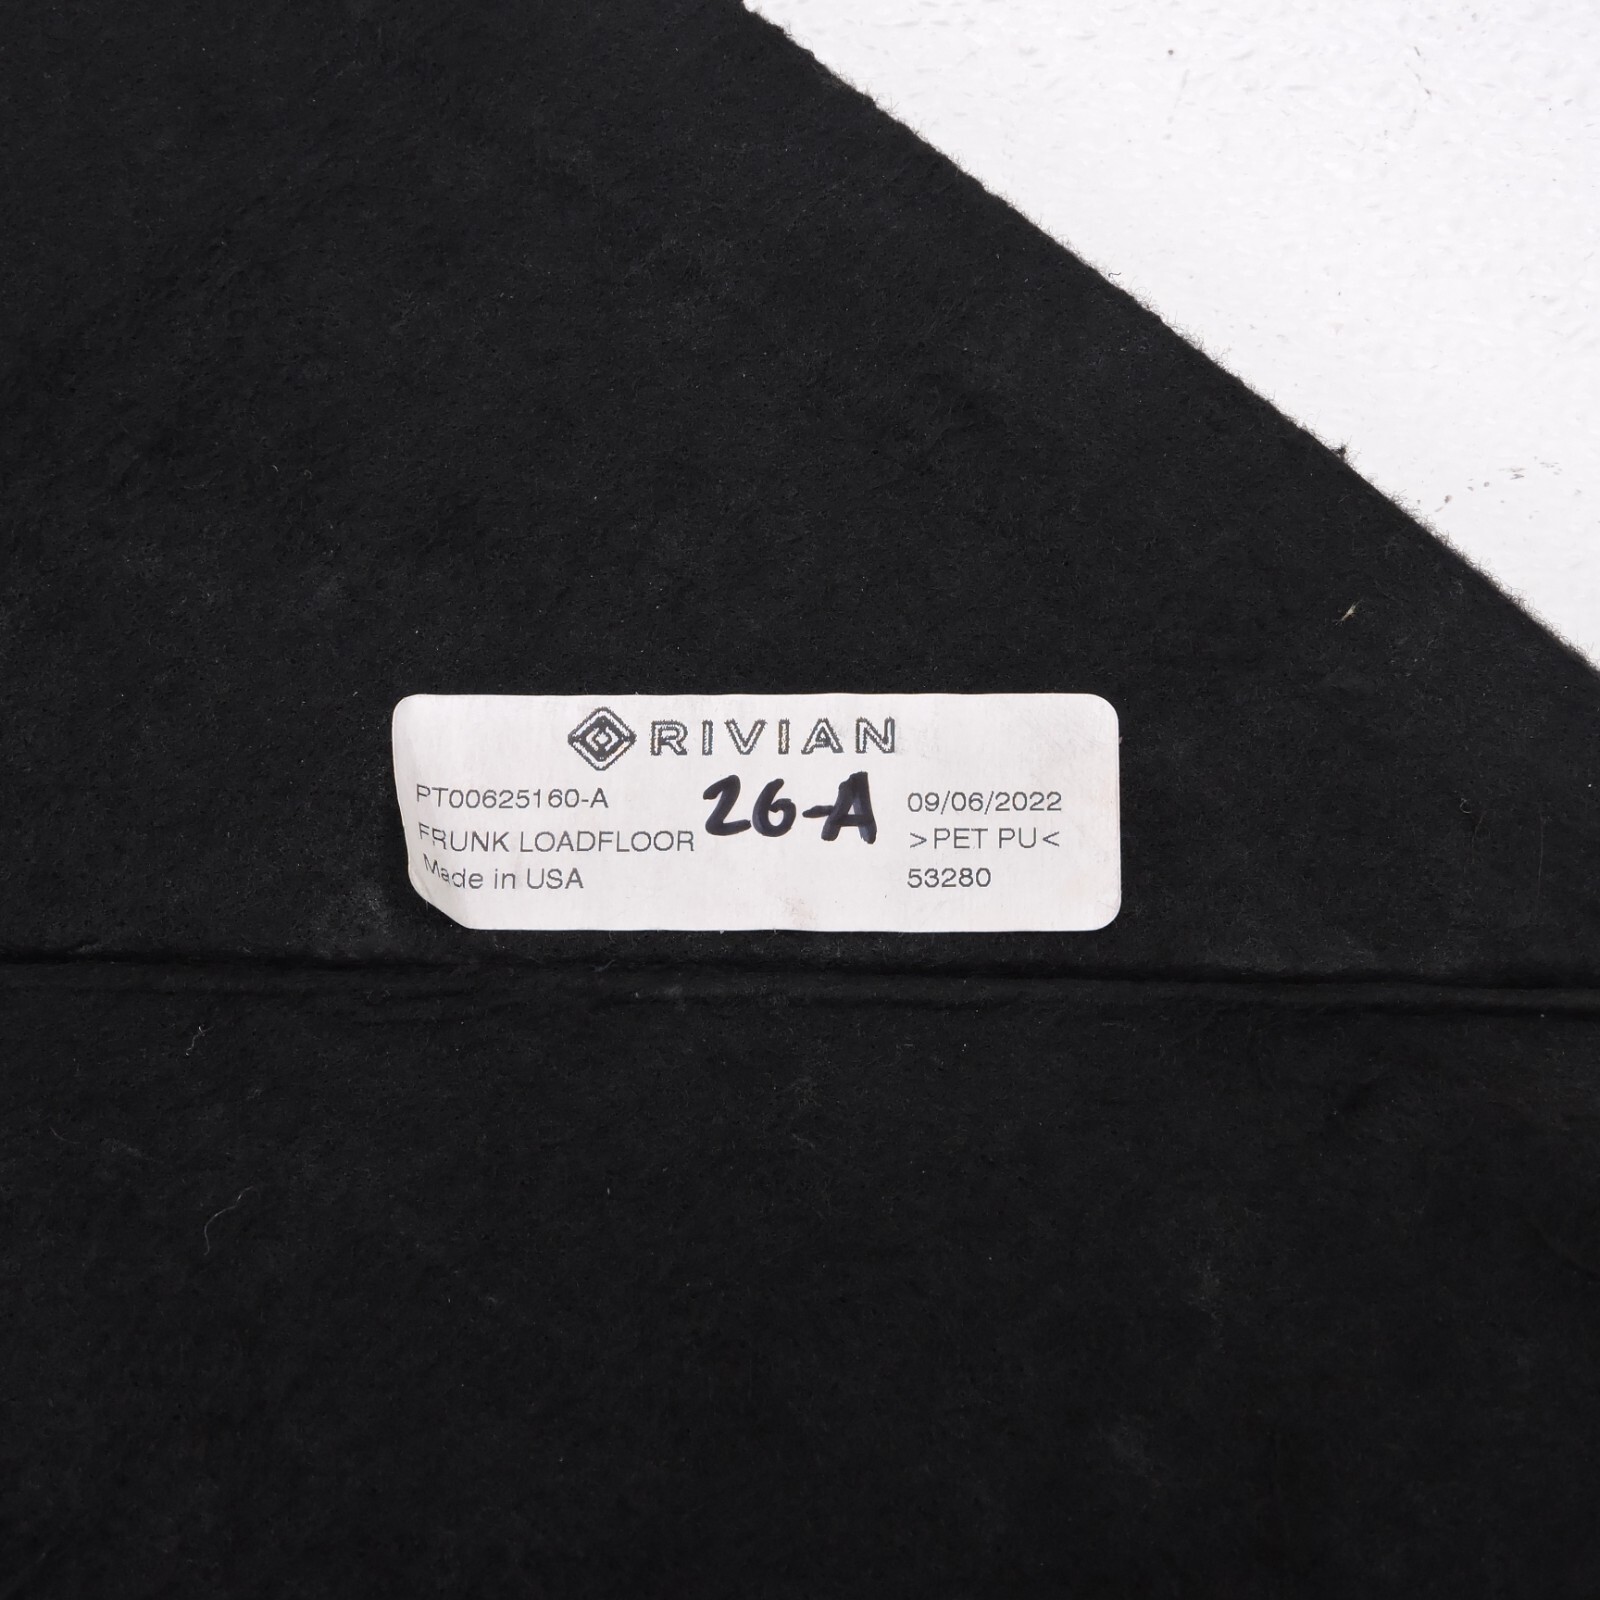 RIVIAN
PT00625160-A 26-A 09/06/2022
FRUNK LOADFLOOR >PET PU<
Made in USA 53280